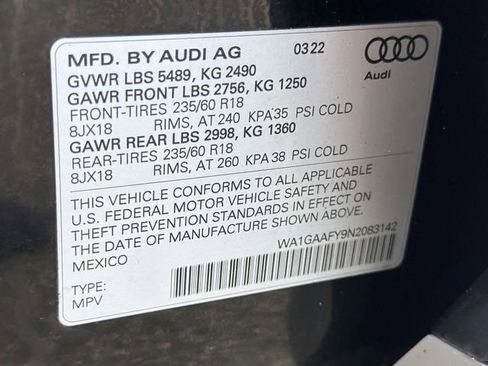 MFD. BY AUDI AG 03 22
GVWR LBS 5489, KG 2490
GAWR FRONT LBS 2756, KG 1250
Audi
FRONT-TIRES 235/60 R18
8JX18 RIMS, AT 240 KPA 35 PSI COLD
GAWR REAR LBS 2998, KG 1360
REAR-TIRES 235/60 R18
8JX18 RIMS, AT 260 KPA 38 PSI COLD
THIS VEHICLE CONFORMS TO ALL APPLICABLE
U.S. FEDERAL MOTOR VEHICLE SAFETY AND
THEFT PREVENTION STANDARDS IN EFFECT ON
THE DATE OF MANUFACTURE SHOWN ABOVE.
MEXICO
WA1GAAFY9N2083142
TYPE:
MPV